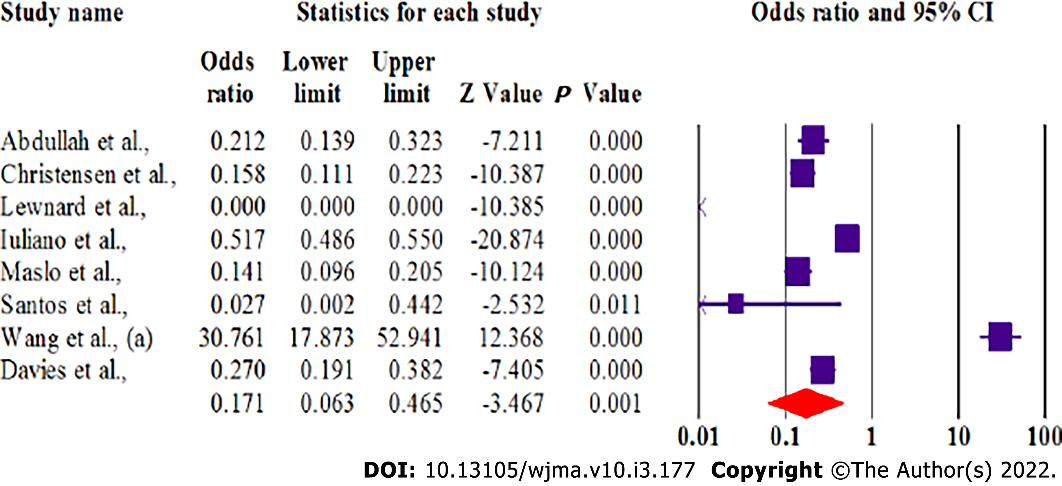 Study name Statistics for each study Odds ratio and 95% CI
Odds Lower Upper
ratio limit limit Z Value P Value
Abdullah et al., 0.212 0.139 0.323 -7.211 0.000
Christensen et al., 0.158 0.111 0.223 -10.387 0.000
Lewnard et al., 0.000 0.000 0.000 -10.385 0.000
Iuliano et al., 0.517 0.486 0.550 -20.874 0.000
Maslo et al., 0.141 0.096 0.205 -10.124 0.000
Santos et al., 0.027 0.002 0.442 -2.532 0.011
Wang et al., (a) 30.761 17.873 52.941 12.368 0.000
Davies et al., 0.270 0.191 0.382 -7.405 0.000
0.171 0.063 0.465 -3.467 0.001
0.01 0.1 1 10 100
DOI: 10.13105/wjma.v10.i3.177 Copyright ©The Author(s) 2022.